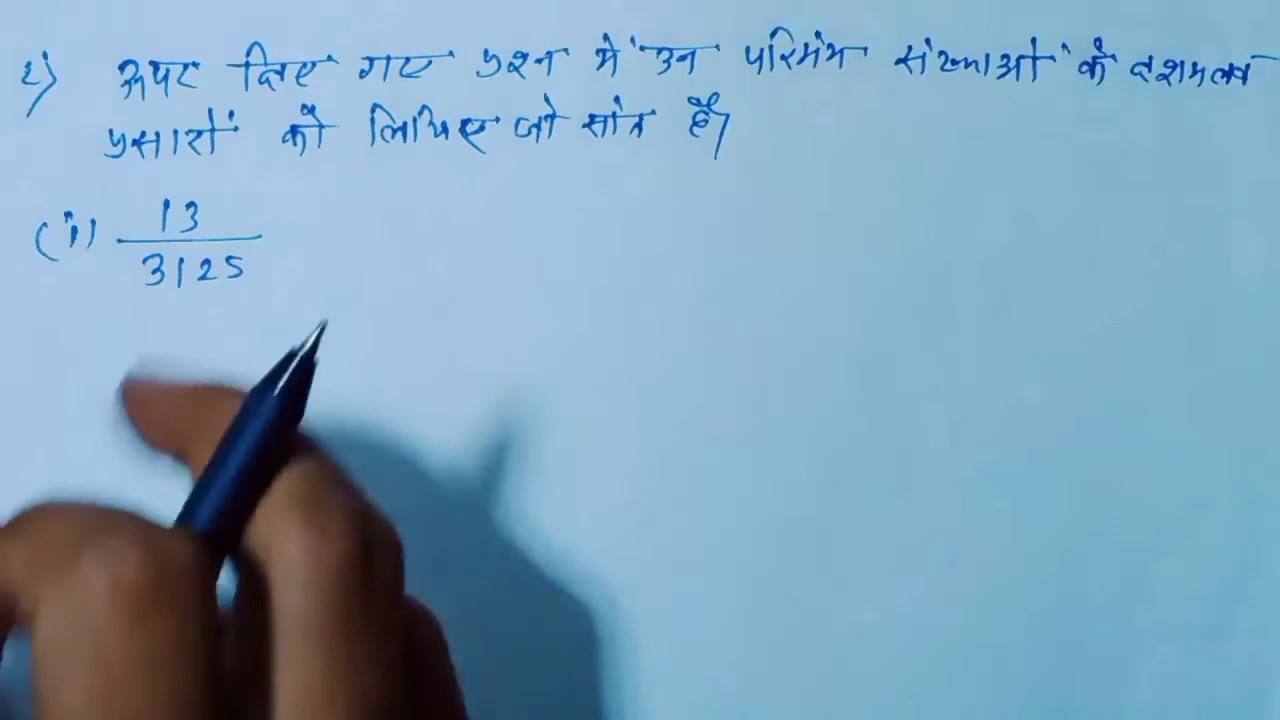 2) ऊपर दिए गए प्रश्न में उन परिमेय संख्याओं के दशमलव
प्रसारों को लिखिए जो सांत हैं।
(i) 13
3125